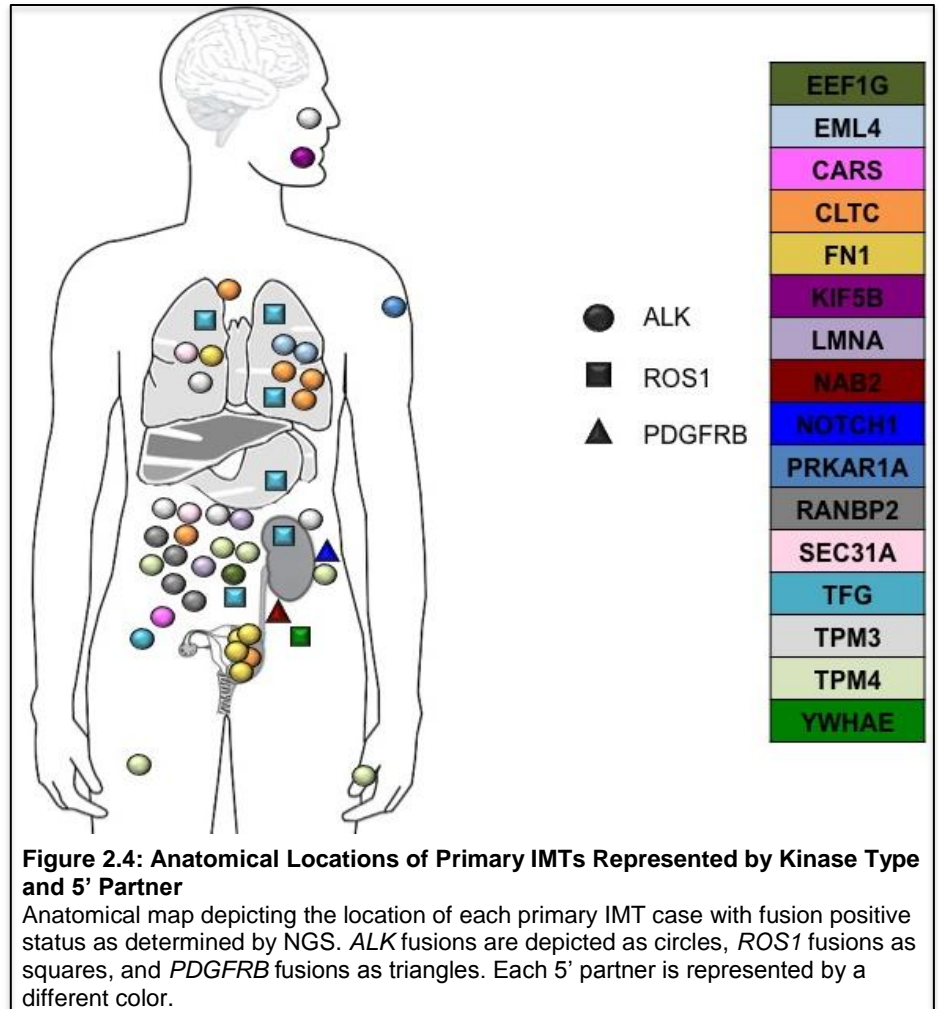 EEF1G
EML4
CARS
CLTC
FN1
KIF5B
LMNA
NAB2
NOTCH1
PRKAR1A
RANBP2
SEC31A
TFG
TPM3
TPM4
YWHAE
ALK
ROS1
PDGFRB
Figure 2.4: Anatomical Locations of Primary IMTs Represented by Kinase Type
and 5’ Partner
Anatomical map depicting the location of each primary IMT case with fusion positive
status as determined by NGS. ALK fusions are depicted as circles, ROS1 fusions as
squares, and PDGFRB fusions as triangles. Each 5’ partner is represented by a
different color.